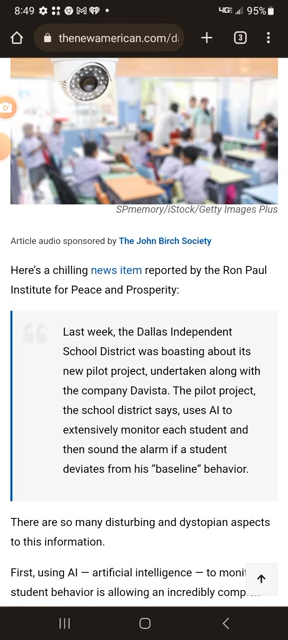 8:49
4GE 95%
thenewamerican.com/d
3
SPmemory/iStock/Getty Images Plus
Article audio sponsored by The John Birch Society
Here's a chilling news item reported by the Ron Paul
Institute for Peace and Prosperity:
Last week, the Dallas Independent
School District was boasting about its
new pilot project, undertaken along with
the company Davista. The pilot project,
the school district says, uses AI to
extensively monitor each student and
then sound the alarm if a student
deviates from his “baseline” behavior.
There are so many disturbing and dystopian aspects
to this information.
First, using AI — artificial intelligence — to monit
student behavior is allowing an incredibly comp